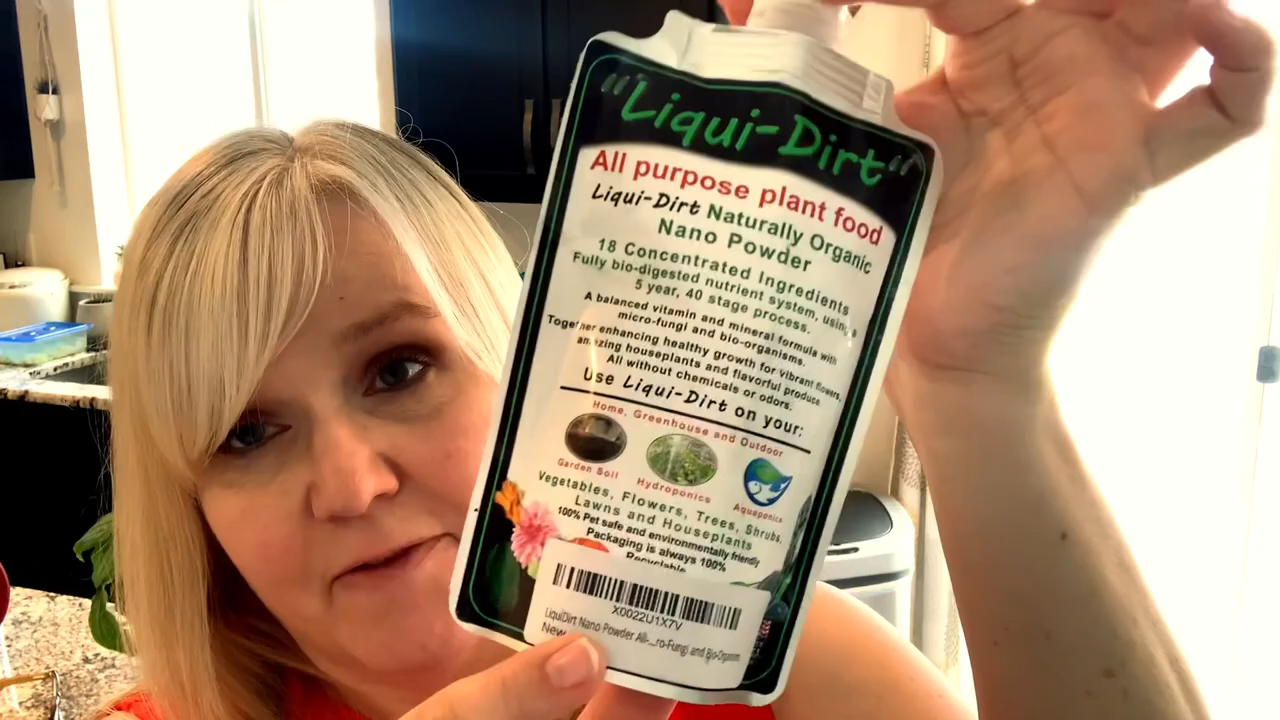 "Liqui-Dirt"
All purpose plant food
Liqui-Dirt Naturally Organic
Nano Powder
18 Concentrated Ingredients
Fully bio-digested nutrient system, using a
5 year, 40 stage process.
A balanced vitamin and mineral formula with
micro-fungi and bio-organisms.
Together enhancing healthy growth for vibrant flowers,
amazing houseplants and flavorful produce.
All without chemicals or odors.
Use Liqui-Dirt on your:
Home, Greenhouse and Outdoor
Garden Soil
Hydroponics
Aquaponics
Vegetables, Flowers, Trees, Shrubs,
Lawns and Houseplants
100% Pet safe and environmentally friendly
Packaging is always 100%
Recyclable
X0022U1X7V
LiquiDirt Nano Powder All-...ro-Fungi and Bio-Organism
New